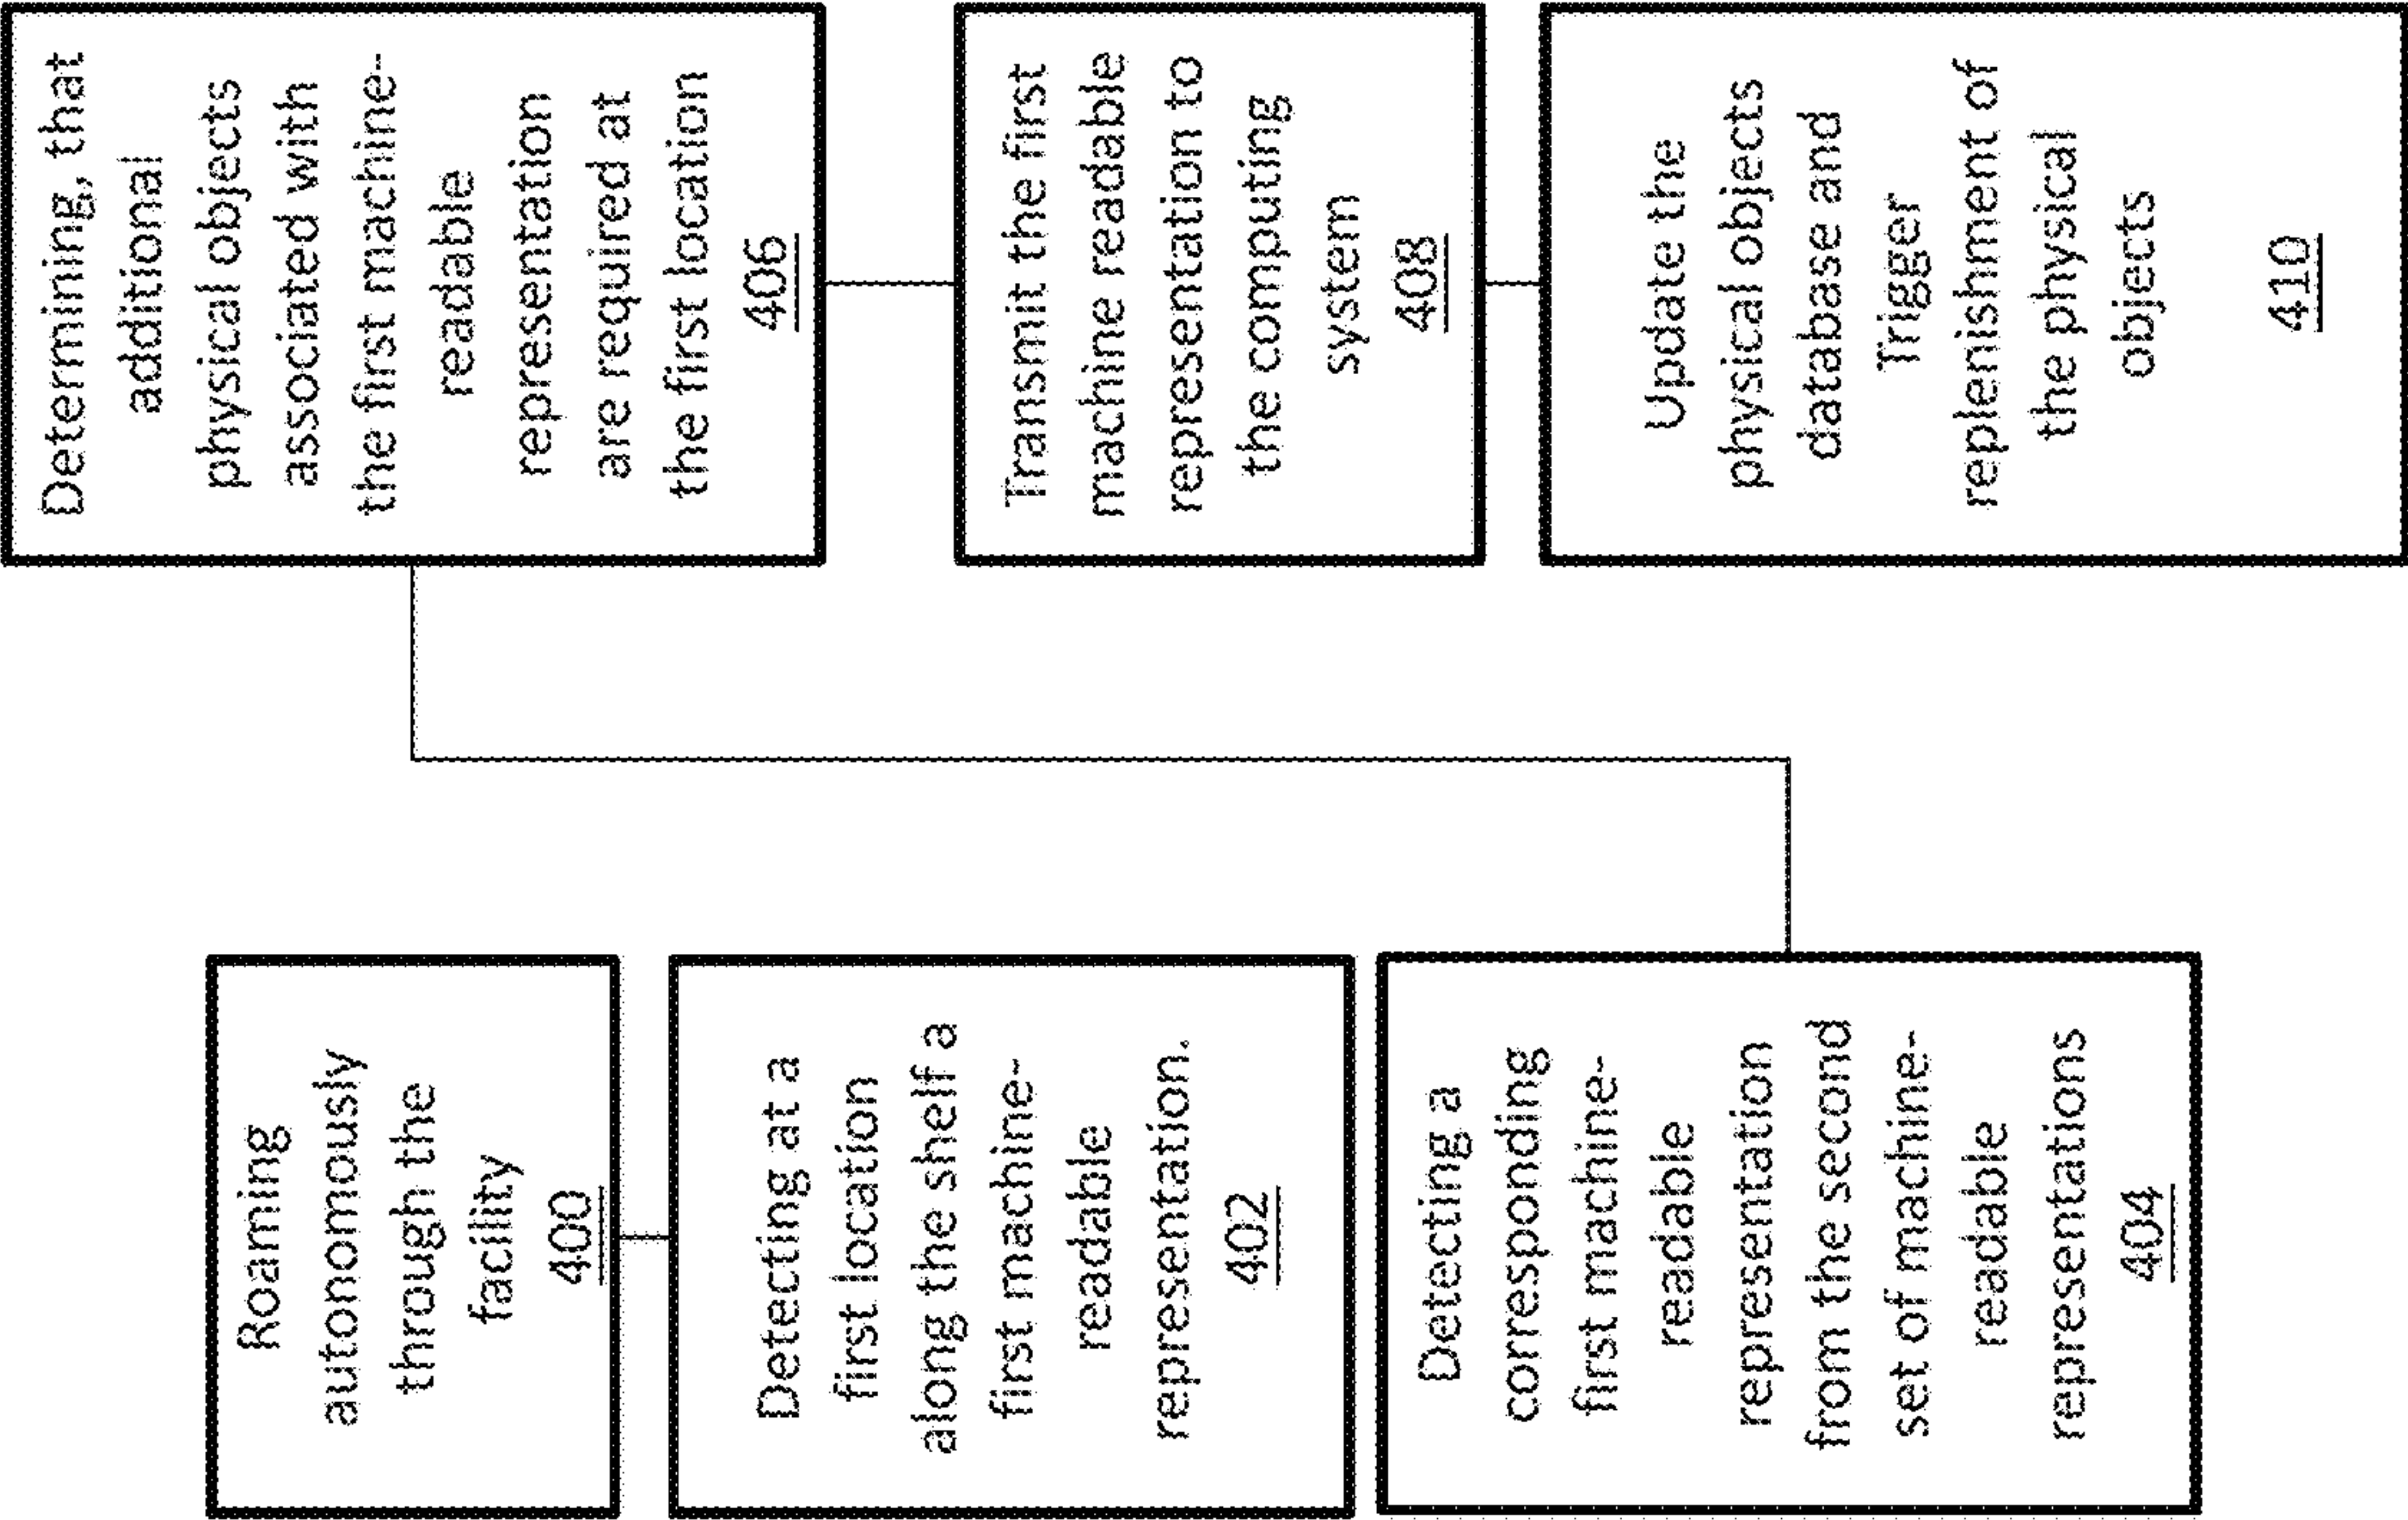 Roaming
autonomously
through the
facility
400
Detecting at a
first location
along the shelf a
first machine-
readable
representation.
402
Detecting a
corresponding
first machine-
readable
representation
from the second
set of machine-
readable
representations
404
Determining, that
additional
physical objects
associated with
the first machine-
readable
representation
are required at
the first location
406
Transmit the first
machine readable
representation to
the computing
system
408
Update the
physical objects
database and
Trigger
replenishment of
the physical
objects
410